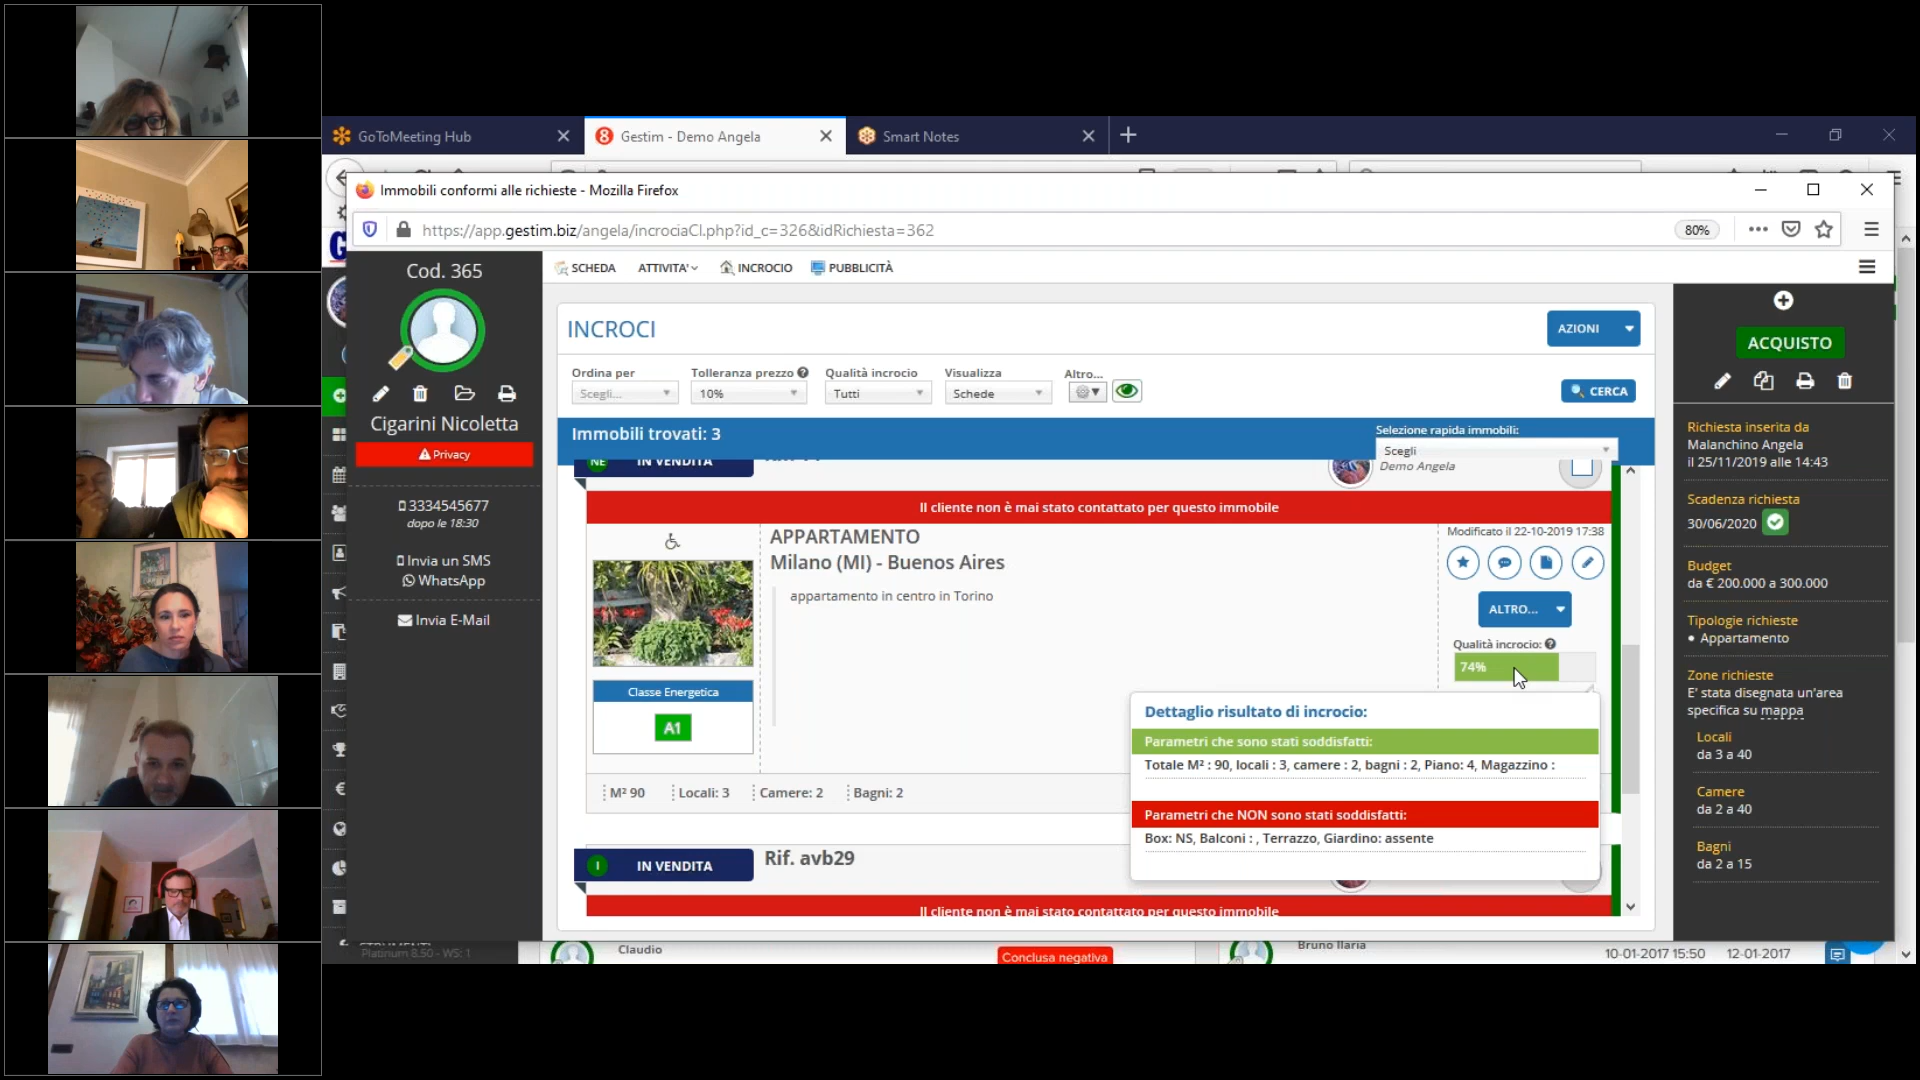 GoToMeeting Hub
Gestim - Demo Angela
Smart Notes
Immobili conformi alle richieste - Mozilla Firefox
https://app.gestim.biz/angela/incrociaCl.php?id_c=326&idRichiesta=362
80%
Cod. 365
Cigarini Nicoletta
Privacy
3334545677
dopo le 18:30
Invia un SMS
WhatsApp
Invia E-Mail
SCHEDA
ATTIVITA'
INCROCIO
PUBBLICITÀ
INCROCI
AZIONI
Ordina per
Scegli...
Tolleranza prezzo
10%
Qualità incrocio
Tutti
Visualizza
Schede
Altro...
CERCA
Immobili trovati: 3
Selezione rapida immobili:
Scegli
NE
IN VENDITA
Demo Angela
Il cliente non è mai stato contattato per questo immobile
APPARTAMENTO
Milano (MI) - Buenos Aires
appartamento in centro in Torino
Modificato il 22-10-2019 17:38
ALTRO...
Qualità incrocio:
74%
Classe Energetica
A1
M² 90
Locali: 3
Camere: 2
Bagni: 2
Dettaglio risultato di incrocio:
Parametri che sono stati soddisfatti:
Totale M² : 90, locali : 3, camere : 2, bagni : 2, Piano: 4, Magazzino :
Parametri che NON sono stati soddisfatti:
Box: NS, Balconi : , Terrazzo, Giardino: assente
I
IN VENDITA
Rif. avb29
Il cliente non è mai stato contattato per questo immobile
ACQUISTO
Richiesta inserita da
Malanchino Angela
il 25/11/2019 alle 14:43
Scadenza richiesta
30/06/2020
Budget
da € 200.000 a 300.000
Tipologie richieste
• Appartamento
Zone richieste
E' stata disegnata un'area
specifica su mappa
Locali
da 3 a 40
Camere
da 2 a 40
Bagni
da 2 a 15
Platinum 8.50 - WS: 1
Claudio
Conclusa negativa
Bruno Ilaria
10-01-2017 15:50
12-01-2017